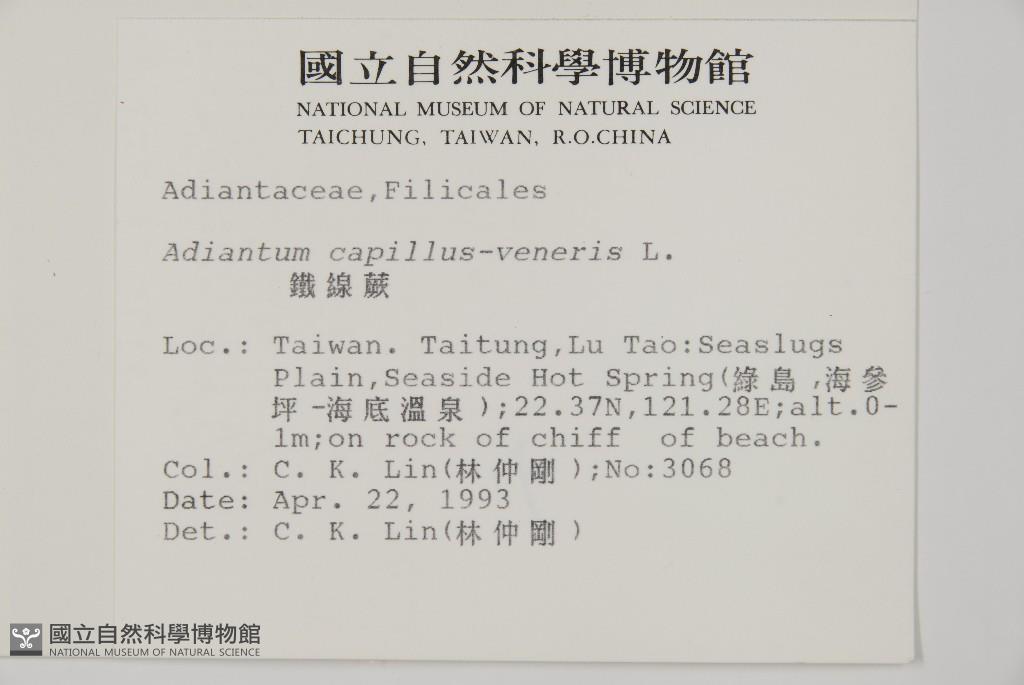 國立自然科學博物館
NATIONAL MUSEUM OF NATURAL SCIENCE
TAICHUNG, TAIWAN, R.O.CHINA
Adiantaceae,Filicales
Adiantum capillus-veneris L.
鐵線蕨
Loc.: Taiwan. Taitung,Lu Tao:Seaslugs
Plain,Seaside Hot Spring(綠島,海參
坪-海底溫泉);22.37N,121.28E;alt.0-
1m;on rock of chiff of beach.
Col.: C. K. Lin(林仲剛);No:3068
Date: Apr. 22, 1993
Det.: C. K. Lin(林仲剛)
國立自然科學博物館
NATIONAL MUSEUM OF NATURAL SCIENCE